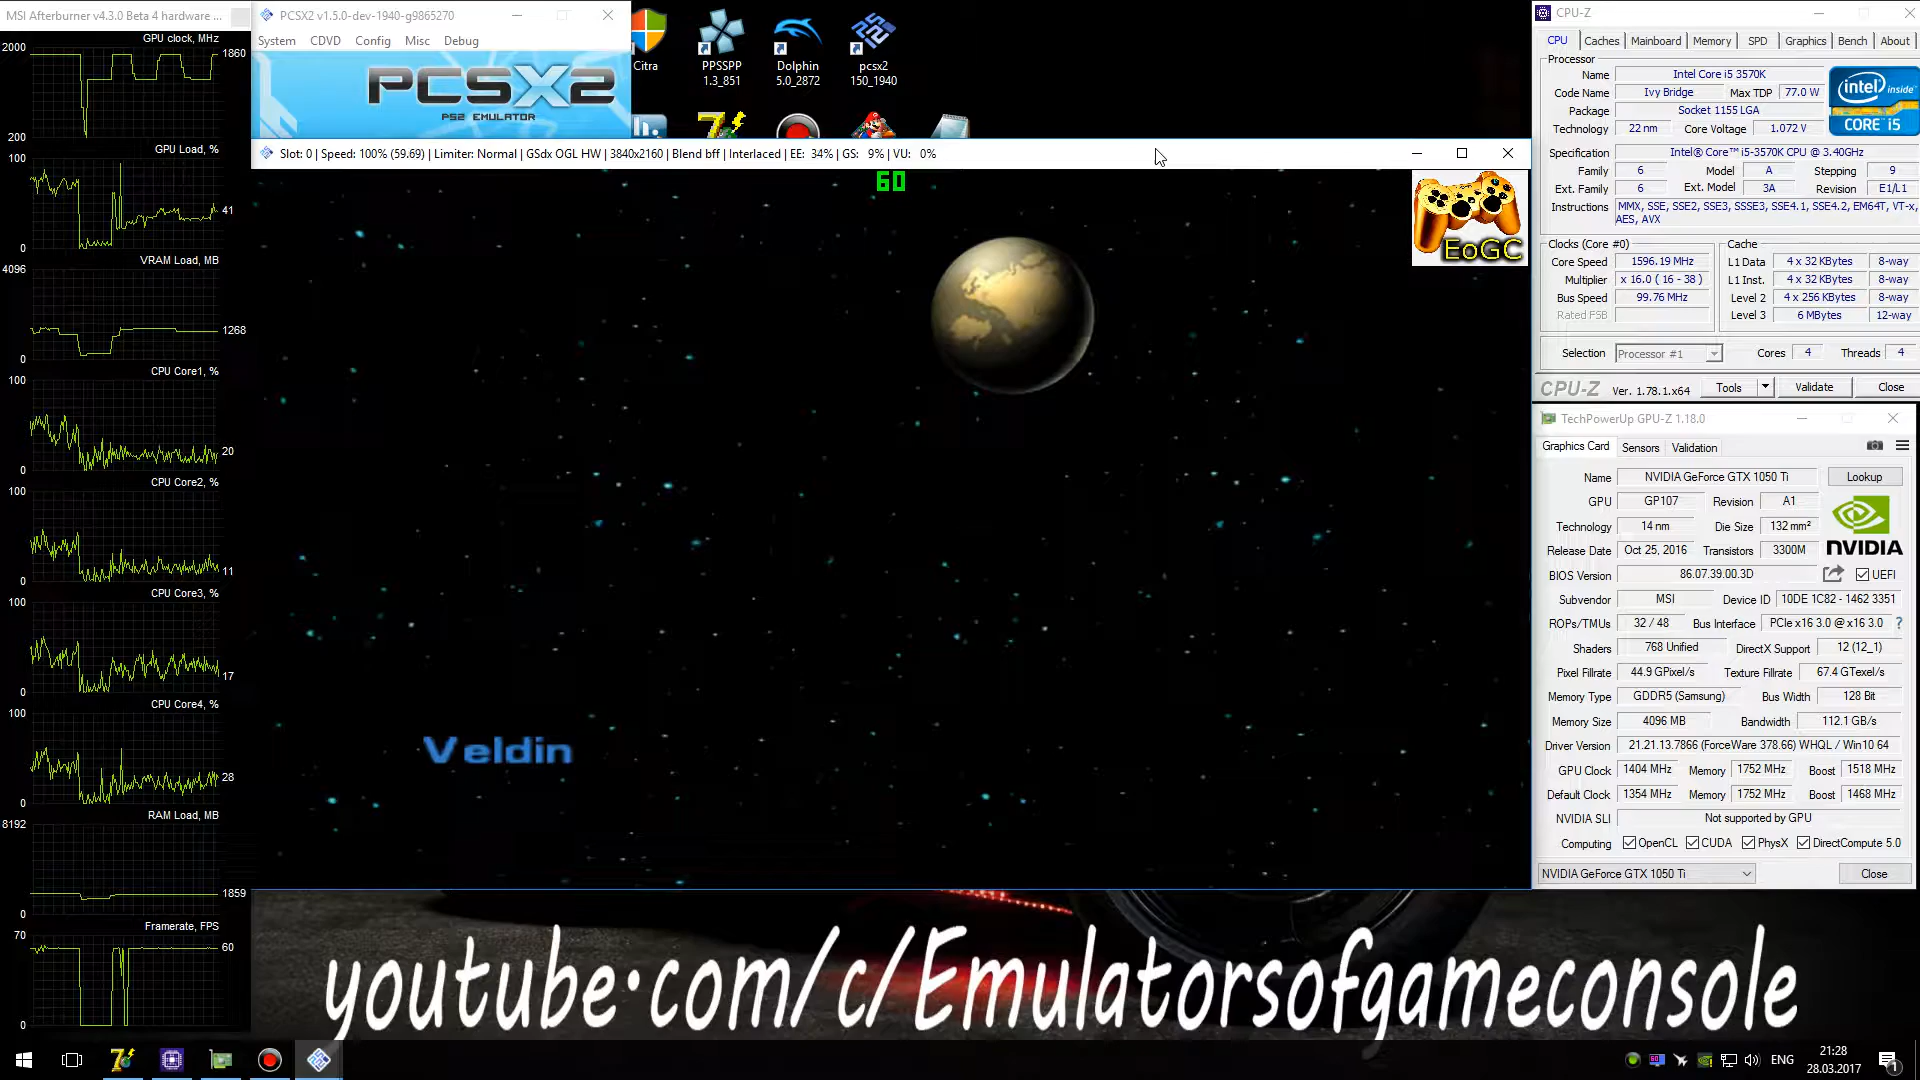 MSI Afterburner v4.3.0 Beta 4 hardware ...
GPU clock, MHz
2000
1860
200
GPU Load, %
100
41
0
VRAM Load, MB
4096
1268
0
CPU Core1, %
100
20
0
CPU Core2, %
100
11
0
CPU Core3, %
100
17
0
CPU Core4, %
100
28
0
RAM Load, MB
8192
1859
0
Framerate, FPS
70
60
0
PCSX2 v1.5.0-dev-1940-g9865270
System CDVD Config Misc Debug
PCSX2
PS2 EMULATOR
Citra
PPSSPP
1.3_851
Dolphin
5.0_2872
pcsx2
150_1940
Slot: 0 | Speed: 100% (59.69) | Limiter: Normal | GSdx OGL HW | 3840x2160 | Blend bff | Interlaced | EE: 34% | GS: 9% | VU: 0%
60
EoGC
Veldin
youtube.com/c/Emulatorsofgameconsole
CPU-Z
CPU Caches Mainboard Memory SPD Graphics Bench About
Processor
Name Intel Core i5 3570K
Code Name Ivy Bridge Max TDP 77.0 W
Package Socket 1155 LGA
Technology 22 nm Core Voltage 1.072 V
intel inside™
CORE i5
Specification Intel® Core™ i5-3570K CPU @ 3.40GHz
Family 6 Model A Stepping 9
Ext. Family 6 Ext. Model 3A Revision E1/L1
Instructions MMX, SSE, SSE2, SSE3, SSSE3, SSE4.1, SSE4.2, EM64T, VT-x,
AES, AVX
Clocks (Core #0)
Core Speed 1596.19 MHz
Multiplier x 16.0 ( 16 - 38 )
Bus Speed 99.76 MHz
Rated FSB
Cache
L1 Data 4 x 32 KBytes 8-way
L1 Inst. 4 x 32 KBytes 8-way
Level 2 4 x 256 KBytes 8-way
Level 3 6 MBytes 12-way
Selection Processor #1 Cores 4 Threads 4
CPU-Z Ver. 1.78.1.x64 Tools Validate Close
TechPowerUp GPU-Z 1.18.0
Graphics Card Sensors Validation
Name NVIDIA GeForce GTX 1050 Ti Lookup
GPU GP107 Revision A1
Technology 14 nm Die Size 132 mm²
Release Date Oct 25, 2016 Transistors 3300M
NVIDIA
BIOS Version 86.07.39.00.3D UEFI
Subvendor MSI Device ID 10DE 1C82 - 1462 3351
ROPs/TMUs 32 / 48 Bus Interface PCIe x16 3.0 @ x16 3.0 ?
Shaders 768 Unified DirectX Support 12 (12_1)
Pixel Fillrate 44.9 GPixel/s Texture Fillrate 67.4 GTexel/s
Memory Type GDDR5 (Samsung) Bus Width 128 Bit
Memory Size 4096 MB Bandwidth 112.1 GB/s
Driver Version 21.21.13.7866 (ForceWare 378.66) WHQL / Win10 64
GPU Clock 1404 MHz Memory 1752 MHz Boost 1518 MHz
Default Clock 1354 MHz Memory 1752 MHz Boost 1468 MHz
NVIDIA SLI Not supported by GPU
Computing OpenCL CUDA PhysX DirectCompute 5.0
NVIDIA GeForce GTX 1050 Ti Close
ENG
21:28
28.03.2017
1